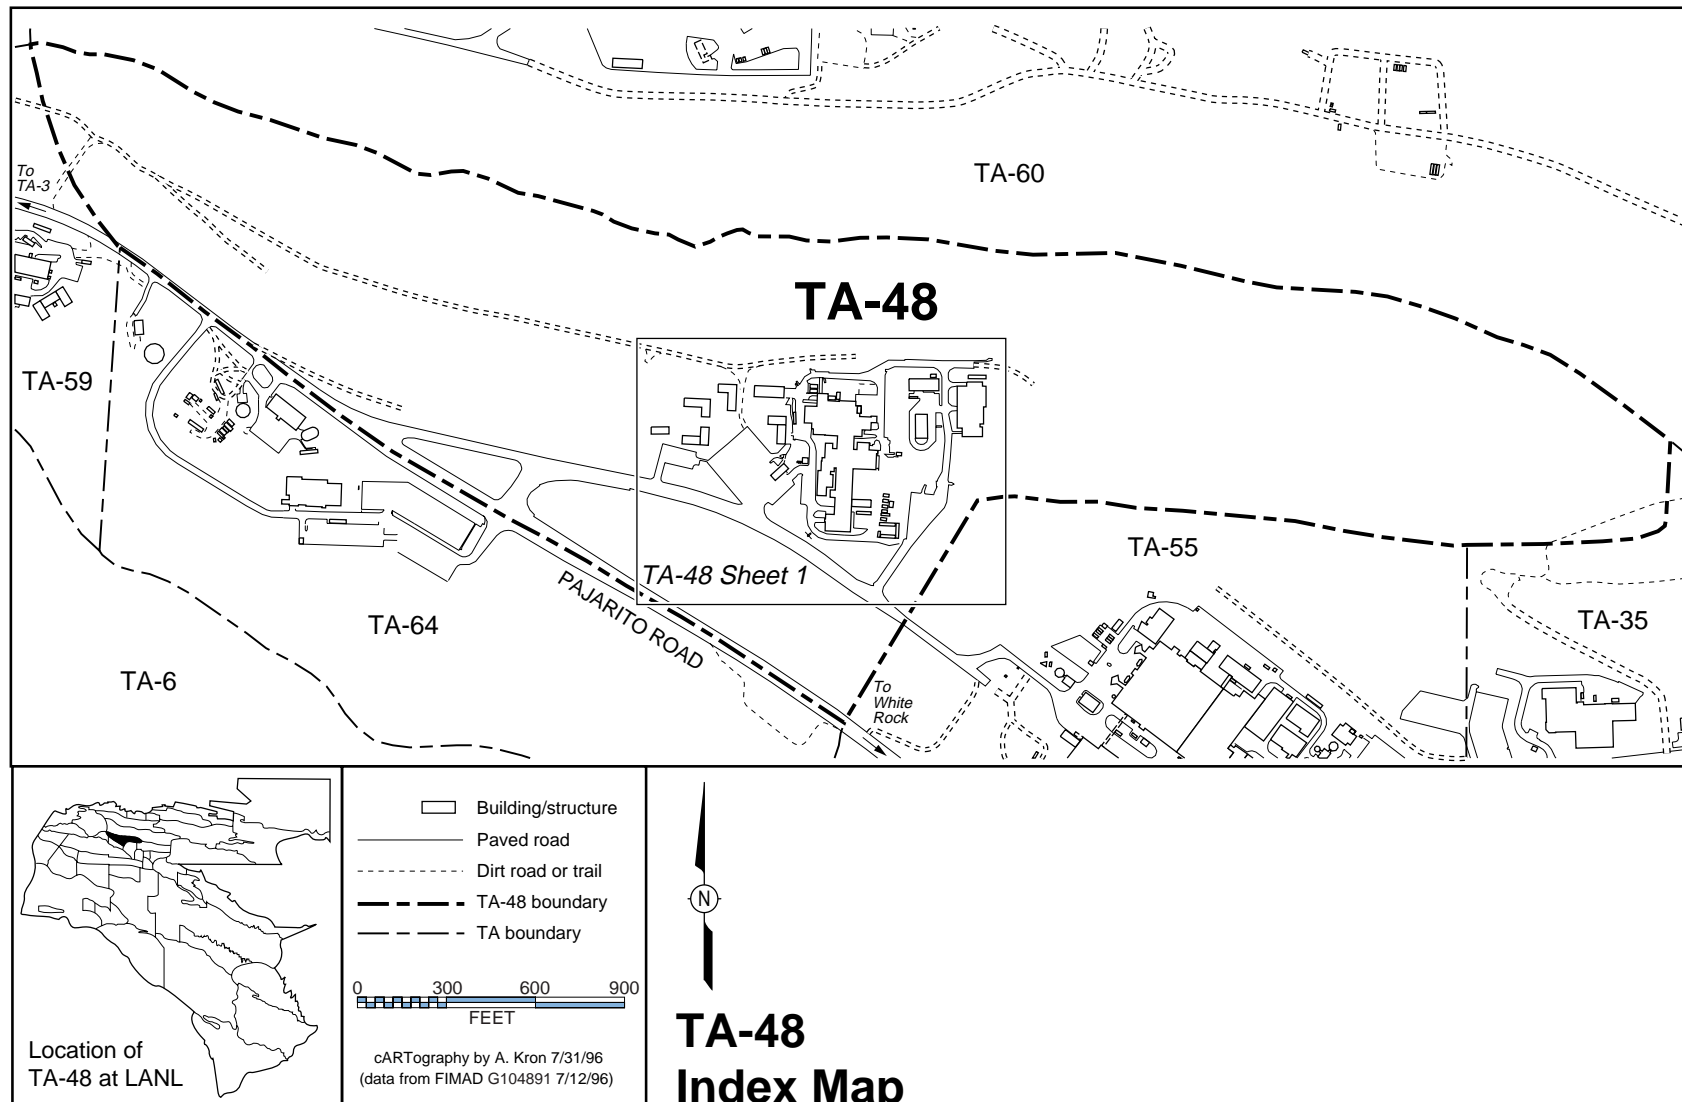 To
TA-3
TA-60
TA-48
TA-59
TA-48 Sheet 1
TA-55
PAJARITO ROAD
TA-64
TA-35
TA-6
To
White
Rock
Building/structure
Paved road
Dirt road or trail
TA-48 boundary
TA boundary
0 300 600 900
FEET
cARTography by A. Kron 7/31/96
(data from FIMAD G104891 7/12/96)
Location of
TA-48 at LANL
N
TA-48
Index Map